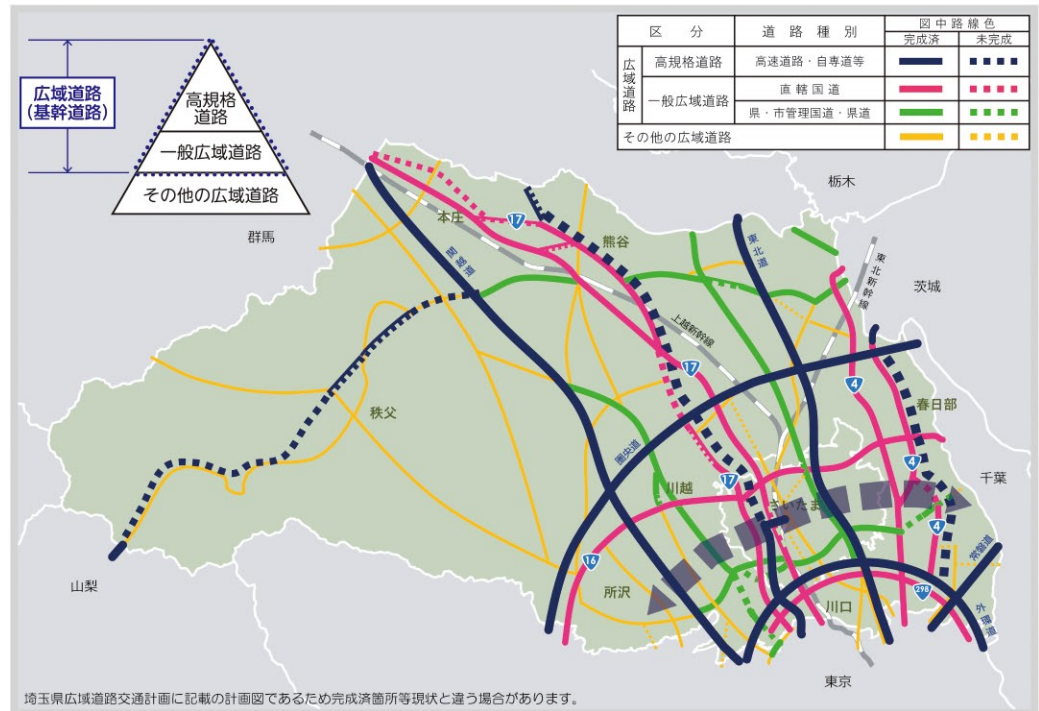 広域道路
(基幹道路)
高規格
道路
一般広域道路
その他の広域道路
区 分
道 路 種 別
図中路線色
完成済
未完成
広域道路
高規格道路
高速道路・自専道等
一般広域道路
直轄国道
県・市管理国道・県道
その他の広域道路
栃木
群馬
茨城
千葉
東京
山梨
本庄
17
熊谷
関越道
東北道
東北新幹線
上越新幹線
17
4
春日部
秩父
圏央道
川越
17
4
さいたま
4
常磐道
16
所沢
川口
298
外環道
埼玉県広域道路交通計画に記載の計画図であるため完成済箇所等現状と違う場合があります。